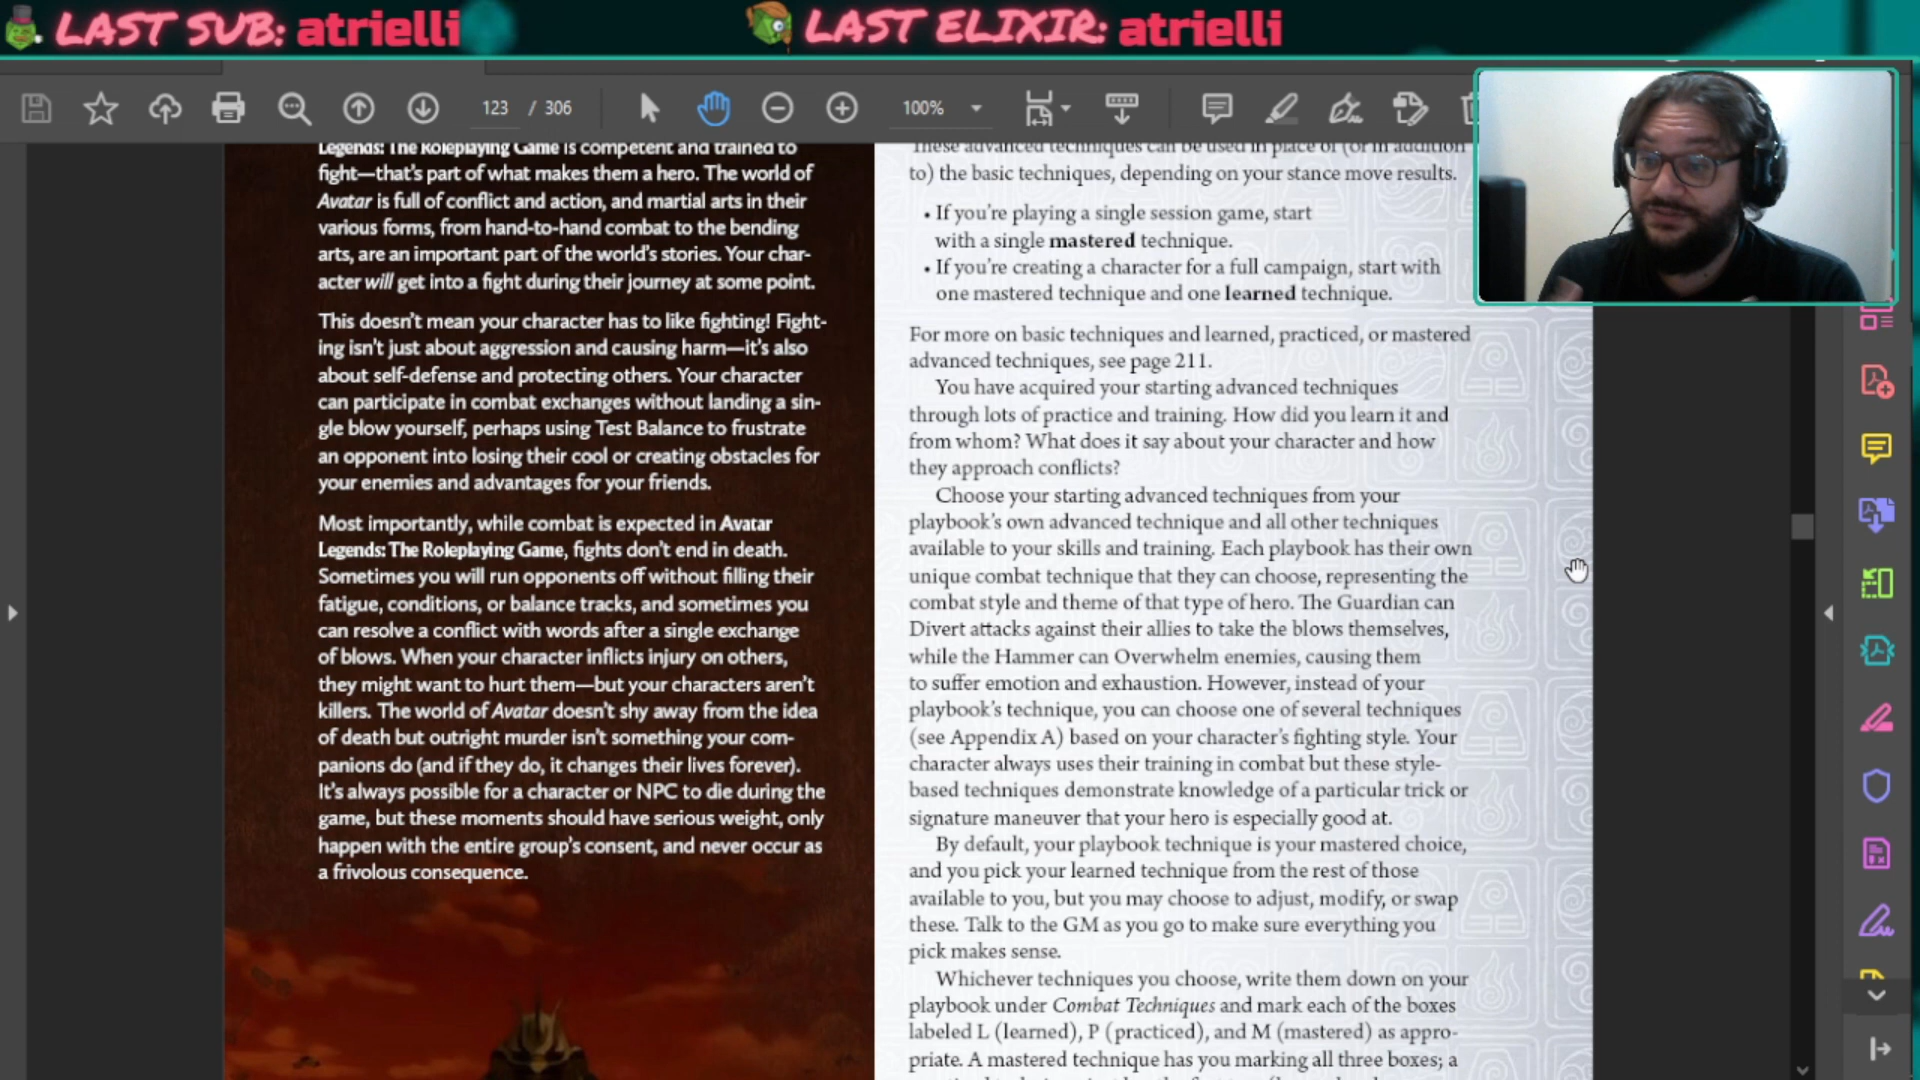 LAST SUB: atrielli
LAST ELIXIR: atrielli
123 / 306
100%
Legends: The Roleplaying Game is competent and trained to
fight—that's part of what makes them a hero. The world of
Avatar is full of conflict and action, and martial arts in their
various forms, from hand-to-hand combat to the bending
arts, are an important part of the world's stories. Your char-
acter will get into a fight during their journey at some point.
This doesn't mean your character has to like fighting! Fight-
ing isn't just about aggression and causing harm—it's also
about self-defense and protecting others. Your character
can participate in combat exchanges without landing a sin-
gle blow yourself, perhaps using Test Balance to frustrate
an opponent into losing their cool or creating obstacles for
your enemies and advantages for your friends.
Most importantly, while combat is expected in Avatar
Legends: The Roleplaying Game, fights don't end in death.
Sometimes you will run opponents off without filling their
fatigue, conditions, or balance tracks, and sometimes you
can resolve a conflict with words after a single exchange
of blows. When your character inflicts injury on others,
they might want to hurt them—but your characters aren't
killers. The world of Avatar doesn't shy away from the idea
of death but outright murder isn't something your com-
panions do (and if they do, it changes their lives forever).
It's always possible for a character or NPC to die during the
game, but these moments should have serious weight, only
happen with the entire group's consent, and never occur as
a frivolous consequence.
These advanced techniques can be used in place of (or in addition
to) the basic techniques, depending on your stance move results.
• If you're playing a single session game, start
with a single mastered technique.
• If you're creating a character for a full campaign, start with
one mastered technique and one learned technique.
For more on basic techniques and learned, practiced, or mastered
advanced techniques, see page 211.
You have acquired your starting advanced techniques
through lots of practice and training. How did you learn it and
from whom? What does it say about your character and how
they approach conflicts?
Choose your starting advanced techniques from your
playbook's own advanced technique and all other techniques
available to your skills and training. Each playbook has their own
unique combat technique that they can choose, representing the
combat style and theme of that type of hero. The Guardian can
Divert attacks against their allies to take the blows themselves,
while the Hammer can Overwhelm enemies, causing them
to suffer emotion and exhaustion. However, instead of your
playbook's technique, you can choose one of several techniques
(see Appendix A) based on your character's fighting style. Your
character always uses their training in combat but these style-
based techniques demonstrate knowledge of a particular trick or
signature maneuver that your hero is especially good at.
By default, your playbook technique is your mastered choice,
and you pick your learned technique from the rest of those
available to you, but you may choose to adjust, modify, or swap
these. Talk to the GM as you go to make sure everything you
pick makes sense.
Whichever techniques you choose, write them down on your
playbook under Combat Techniques and mark each of the boxes
labeled L (learned), P (practiced), and M (mastered) as appro-
priate. A mastered technique has you marking all three boxes; a